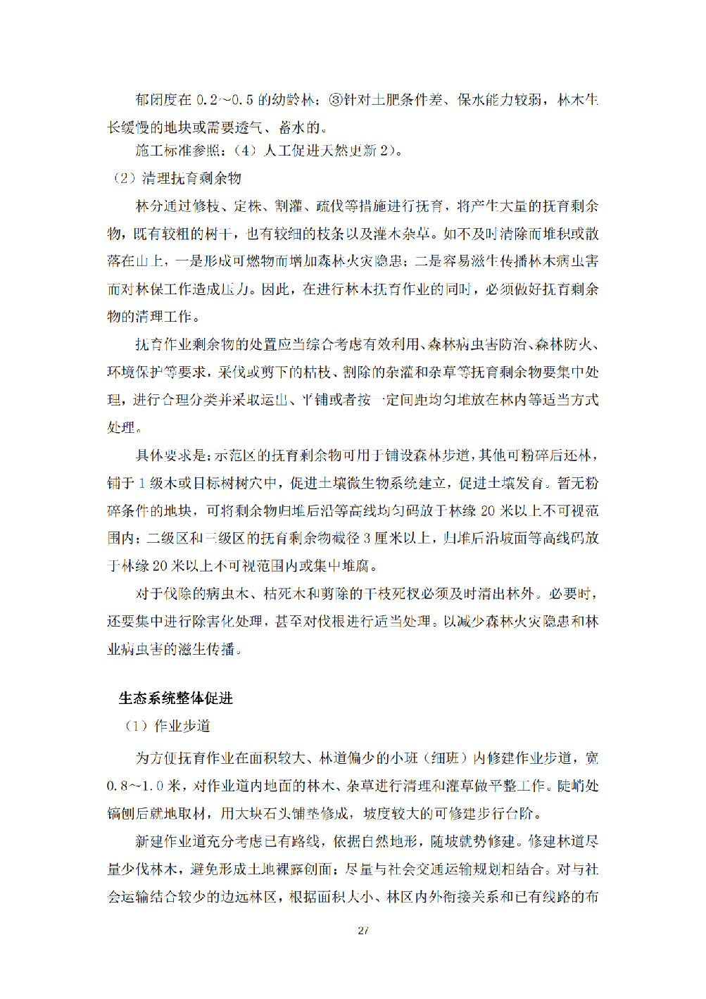 郁闭度在 0.2～0.5 的幼龄林；③针对土肥条件差、保水能力较弱，林木生
长缓慢的地块或需要透气、蓄水的。
施工标准参照：（4）人工促进天然更新 2）。
（2）清理抚育剩余物
林分通过修枝、定株、割灌、疏伐等措施进行抚育，将产生大量的抚育剩余
物，既有较粗的树干，也有较细的枝条以及灌木杂草。如不及时清除而堆积或散
落在山上，一是形成可燃物而增加森林火灾隐患；二是容易滋生传播林木病虫害
而对林保工作造成压力。因此，在进行林木抚育作业的同时，必须做好抚育剩余
物的清理工作。
抚育作业剩余物的处置应当综合考虑有效利用、森林病虫害防治、森林防火、
环境保护等要求，采伐或剪下的枯枝、割除的杂灌和杂草等抚育剩余物要集中处
理，进行合理分类并采取运出、平铺或者按一定间距均匀堆放在林内等适当方式
处理。
具体要求是：示范区的抚育剩余物可用于铺设森林步道，其他可粉碎后还林，
铺于 1 级木或目标树树穴中，促进土壤微生物系统建立，促进土壤发育。暂无粉
碎条件的地块，可将剩余物归堆后沿等高线均匀码放于林缘 20 米以上不可视范
围内；二级区和三级区的抚育剩余物截径 3 厘米以上，归堆后沿坡面等高线码放
于林缘 20 米以上不可视范围内或集中堆腐。
对于伐除的病虫木、枯死木和剪除的干枝死杈必须及时清出林外。必要时，
还要集中进行除害化处理，甚至对伐根进行适当处理。以减少森林火灾隐患和林
业病虫害的滋生传播。
生态系统整体促进
（1）作业步道
为方便抚育作业在面积较大、林道偏少的小班（细班）内修建作业步道，宽
0.8～1.0 米，对作业道内地面的林木、杂草进行清理和灌草做平整工作。陡峭处
镐刨后就地取材，用大块石头铺垫修成，坡度较大的可修建步行台阶。
新建作业道充分考虑已有路线，依据自然地形，随坡就势修建。修建林道尽
量少伐林木，避免形成土地裸露创面；尽量与社会交通运输规划相结合。对与社
会运输结合较少的边远林区，根据面积大小、林区内外衔接关系和已有线路的布
27